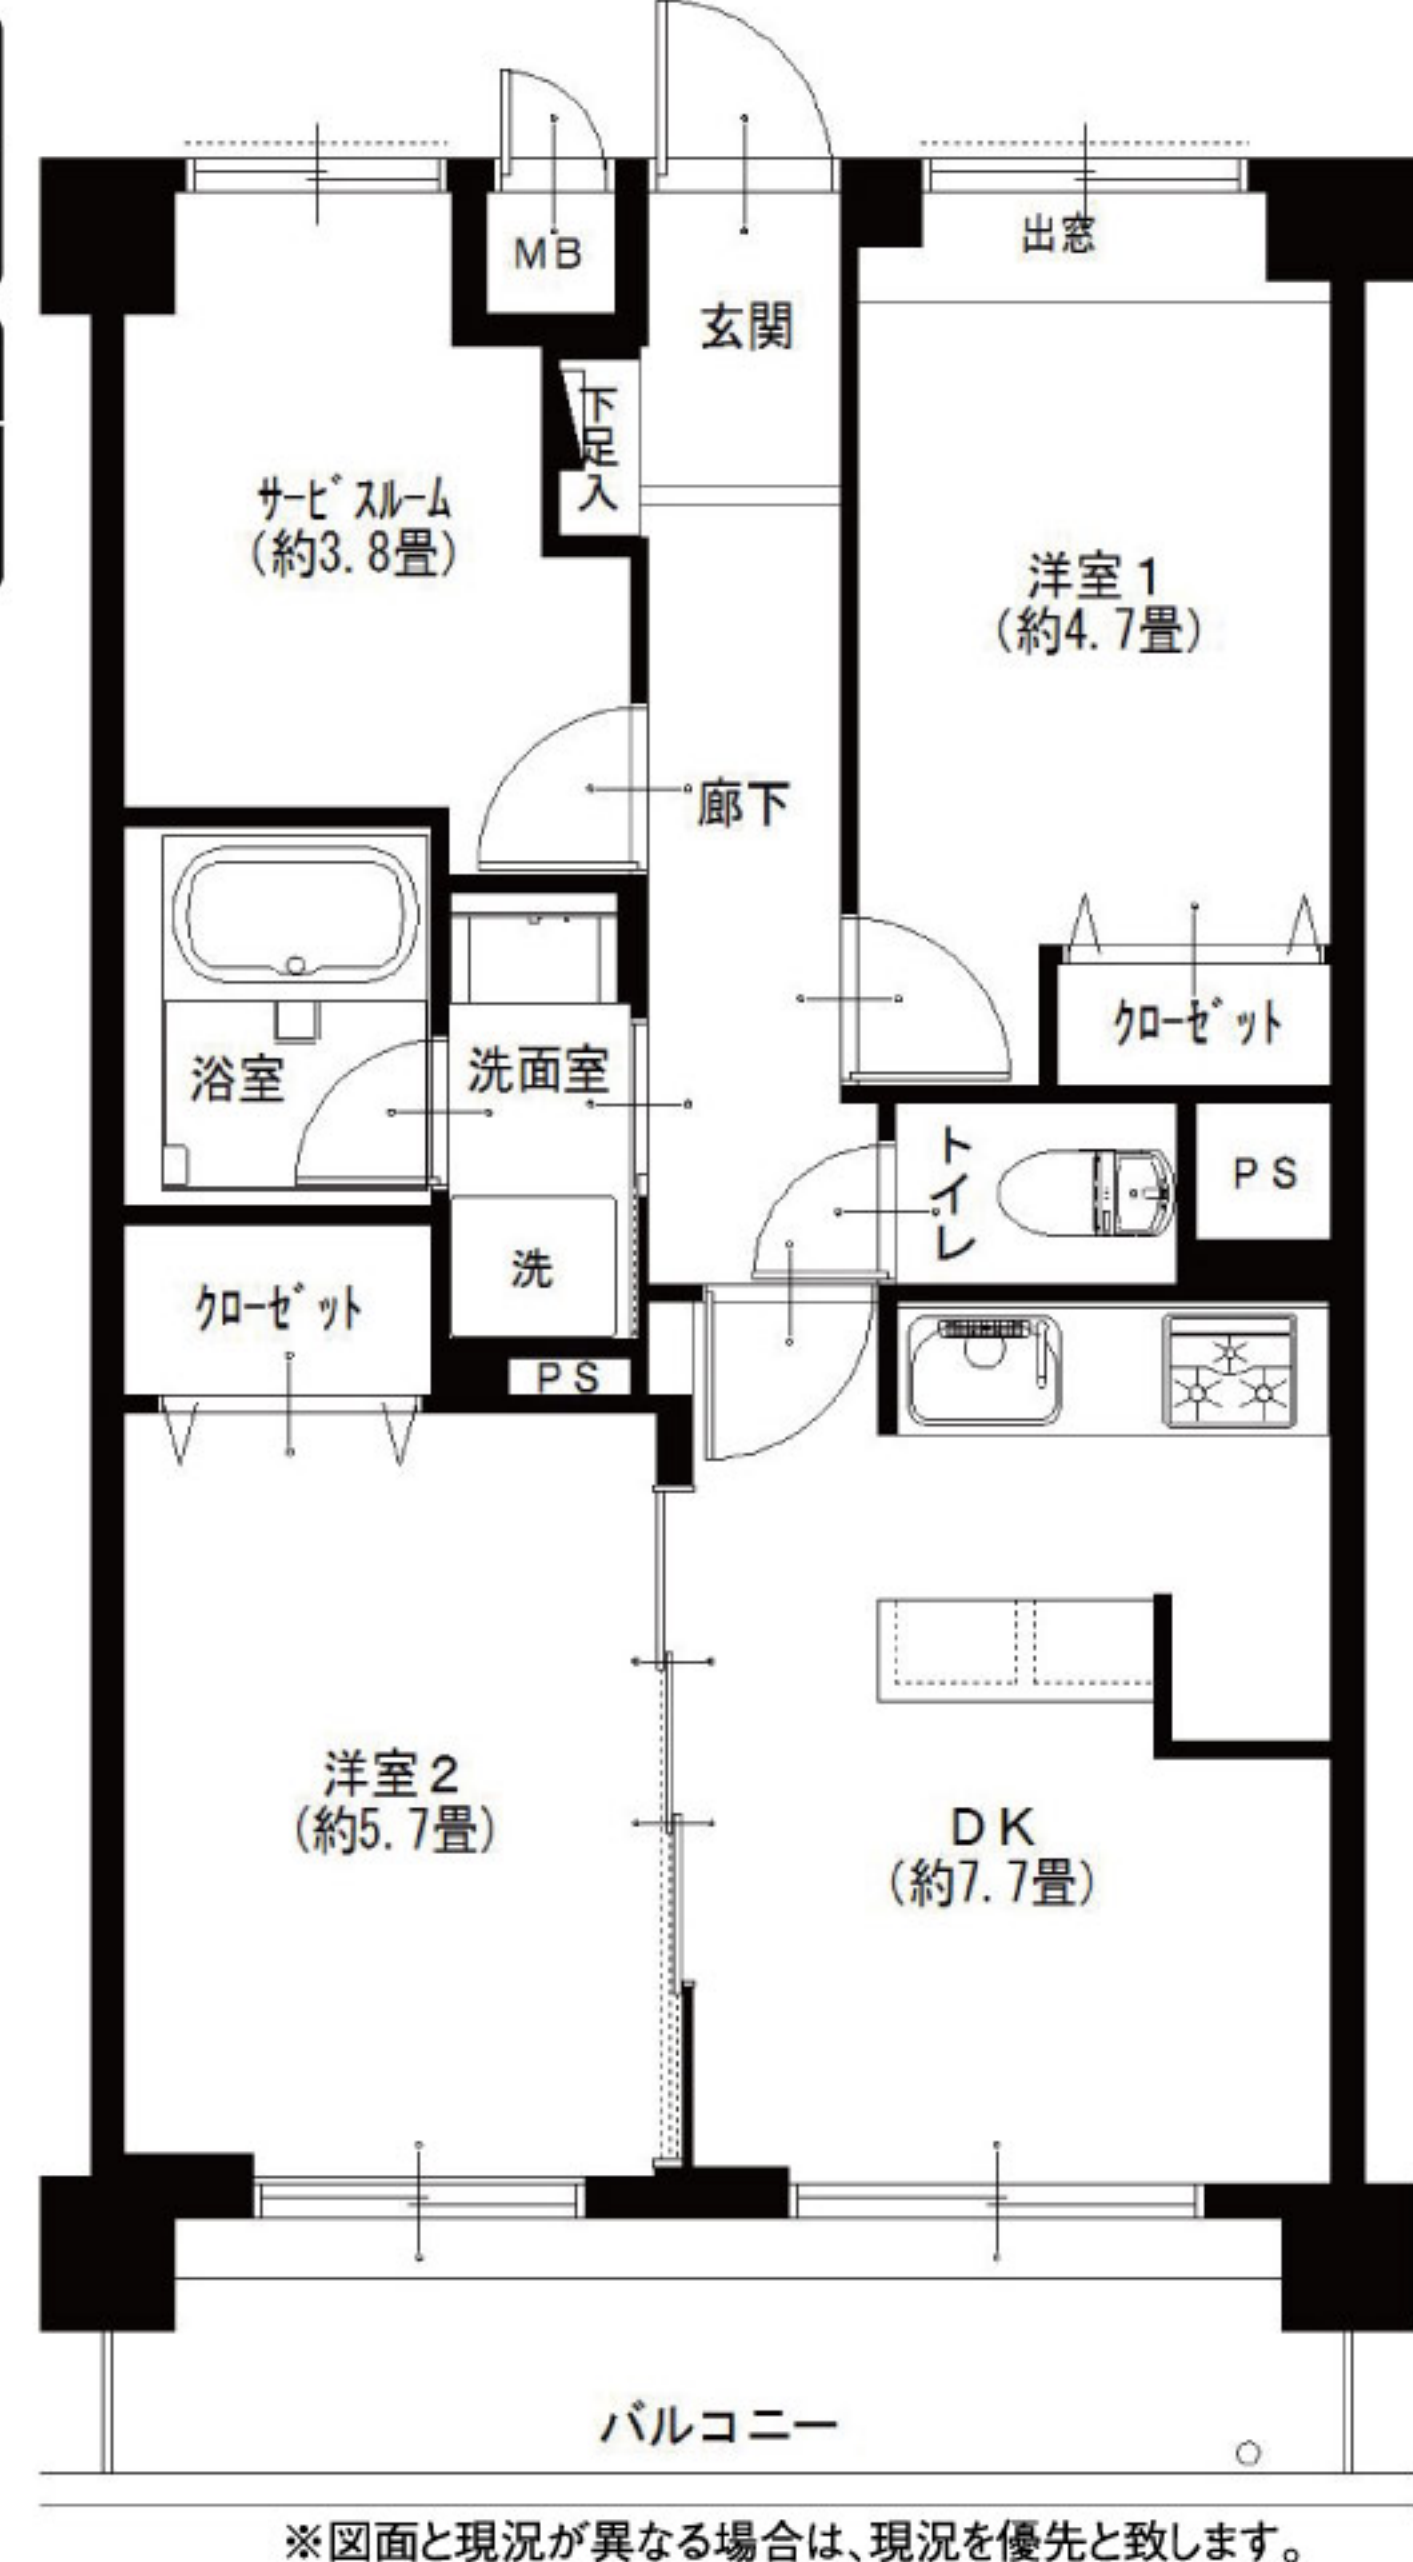 MB
出窓
玄関
下足入
ｻｰﾋﾞｽﾙｰﾑ
(約3.8畳)
洋室1
(約4.7畳)
廊下
ｸﾛｰｾﾞｯﾄ
浴室
洗面室
トイレ
PS
洗
ｸﾛｰｾﾞｯﾄ
PS
洋室2
(約5.7畳)
DK
(約7.7畳)
バルコニー
※図面と現況が異なる場合は､現況を優先と致します。